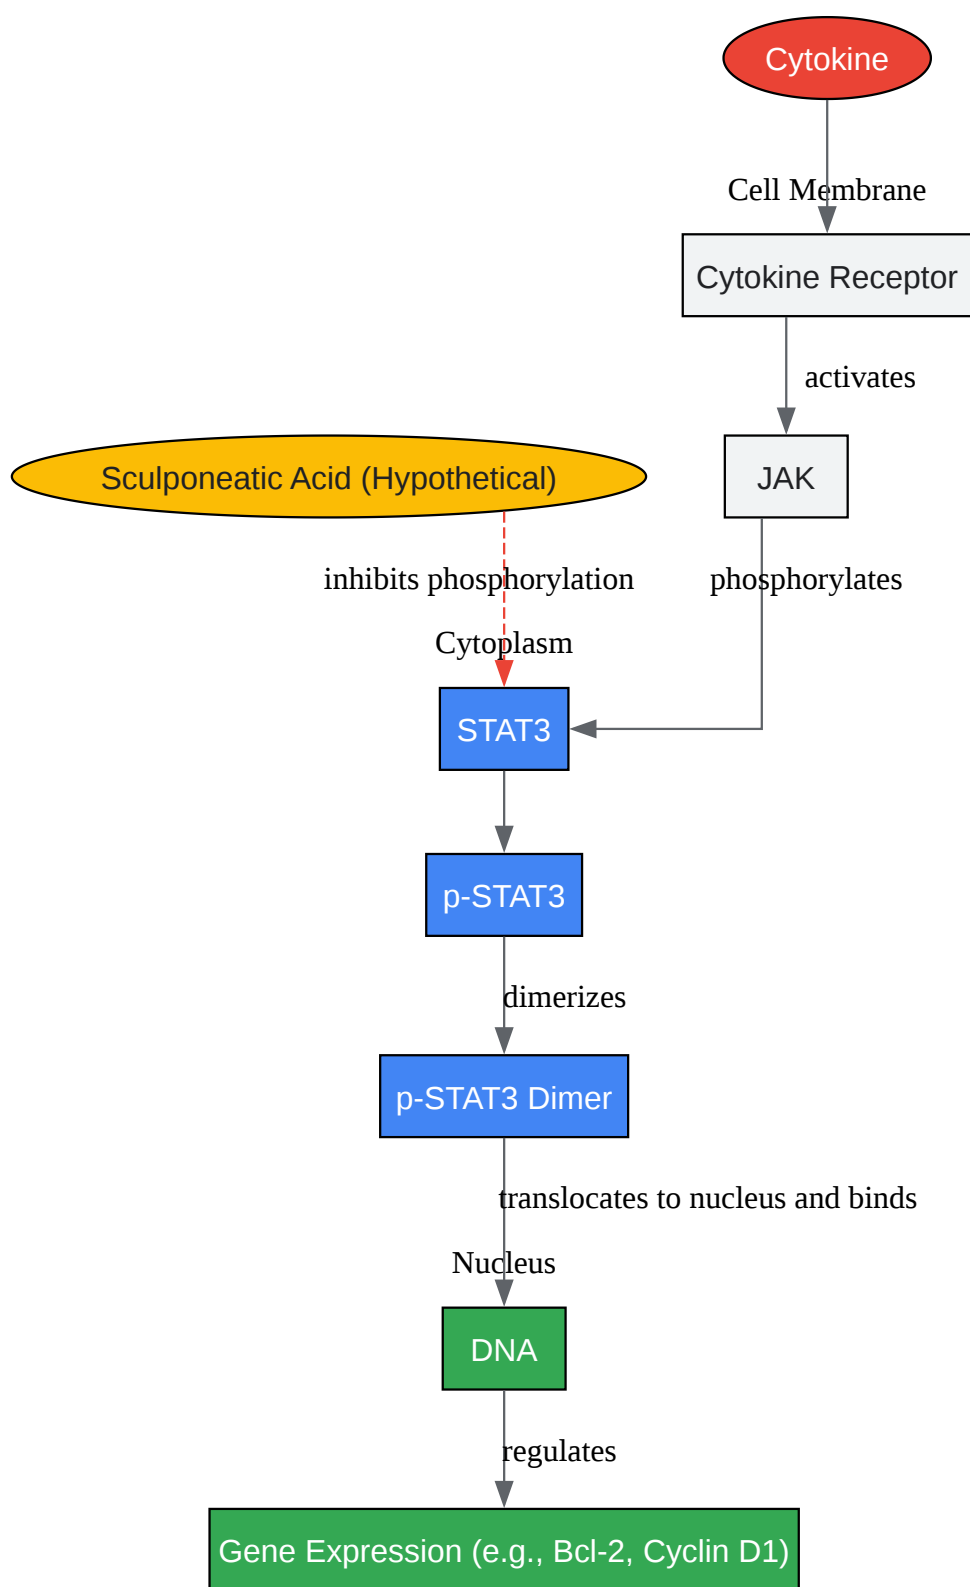 Cytokine
Cell Membrane
Cytokine Receptor
activates
Sculponeatic Acid (Hypothetical)
JAK
inhibits phosphorylation
phosphorylates
Cytoplasm
STAT3
p-STAT3
dimerizes
p-STAT3 Dimer
translocates to nucleus and binds
Nucleus
DNA
regulates
Gene Expression (e.g., Bcl-2, Cyclin D1)